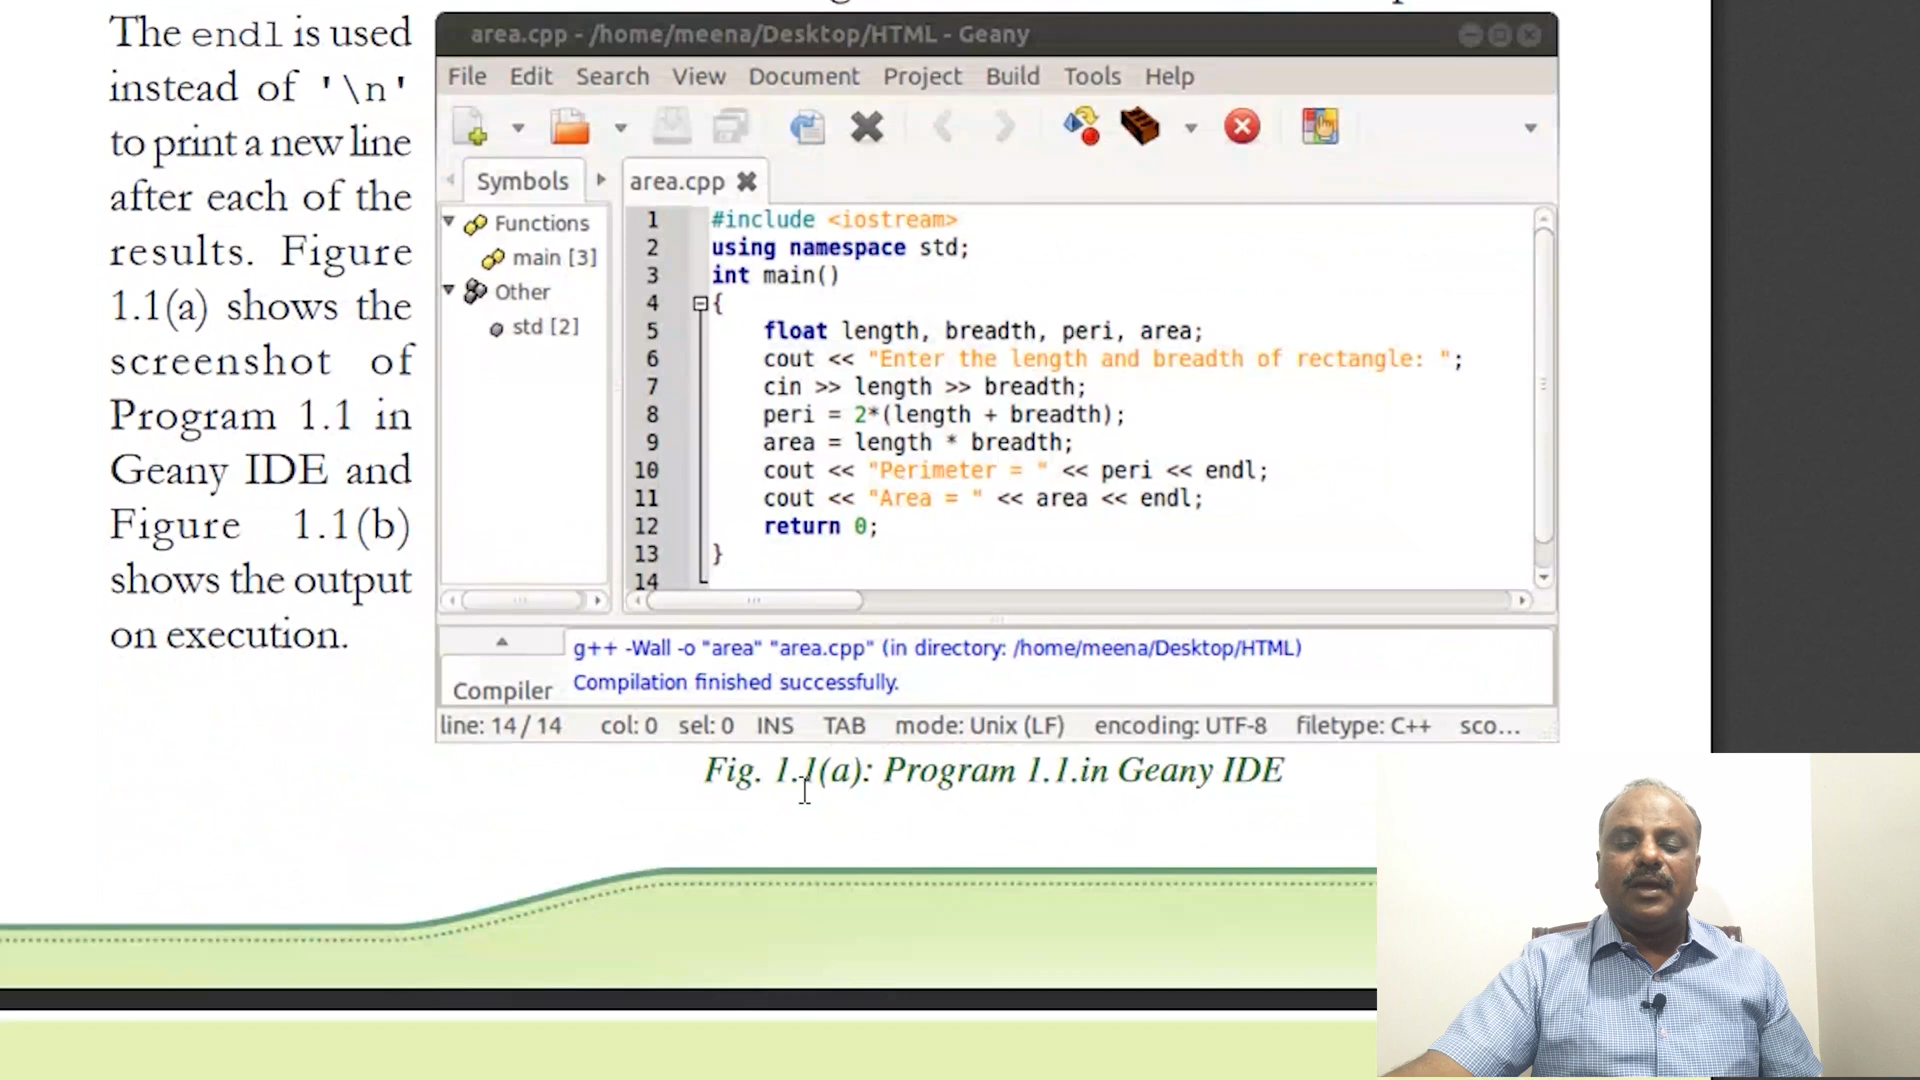 The endl is used
instead of '\n'
to print a new line
after each of the
results. Figure
1.1(a) shows the
screenshot of
Program 1.1 in
Geany IDE and
Figure 1.1(b)
shows the output
on execution.
area.cpp - /home/meena/Desktop/HTML - Geany
File Edit Search View Document Project Build Tools Help
Symbols
area.cpp
Functions
main [3]
Other
std [2]
1 #include <iostream>
2 using namespace std;
3 int main()
4 {
5 float length, breadth, peri, area;
6 cout << "Enter the length and breadth of rectangle: ";
7 cin >> length >> breadth;
8 peri = 2*(length + breadth);
9 area = length * breadth;
10 cout << "Perimeter = " << peri << endl;
11 cout << "Area = " << area << endl;
12 return 0;
13 }
14
g++ -Wall -o "area" "area.cpp" (in directory: /home/meena/Desktop/HTML)
Compiler
Compilation finished successfully.
line: 14 / 14 col: 0 sel: 0 INS TAB mode: Unix (LF) encoding: UTF-8 filetype: C++ sco...
Fig. 1.1(a): Program 1.1.in Geany IDE